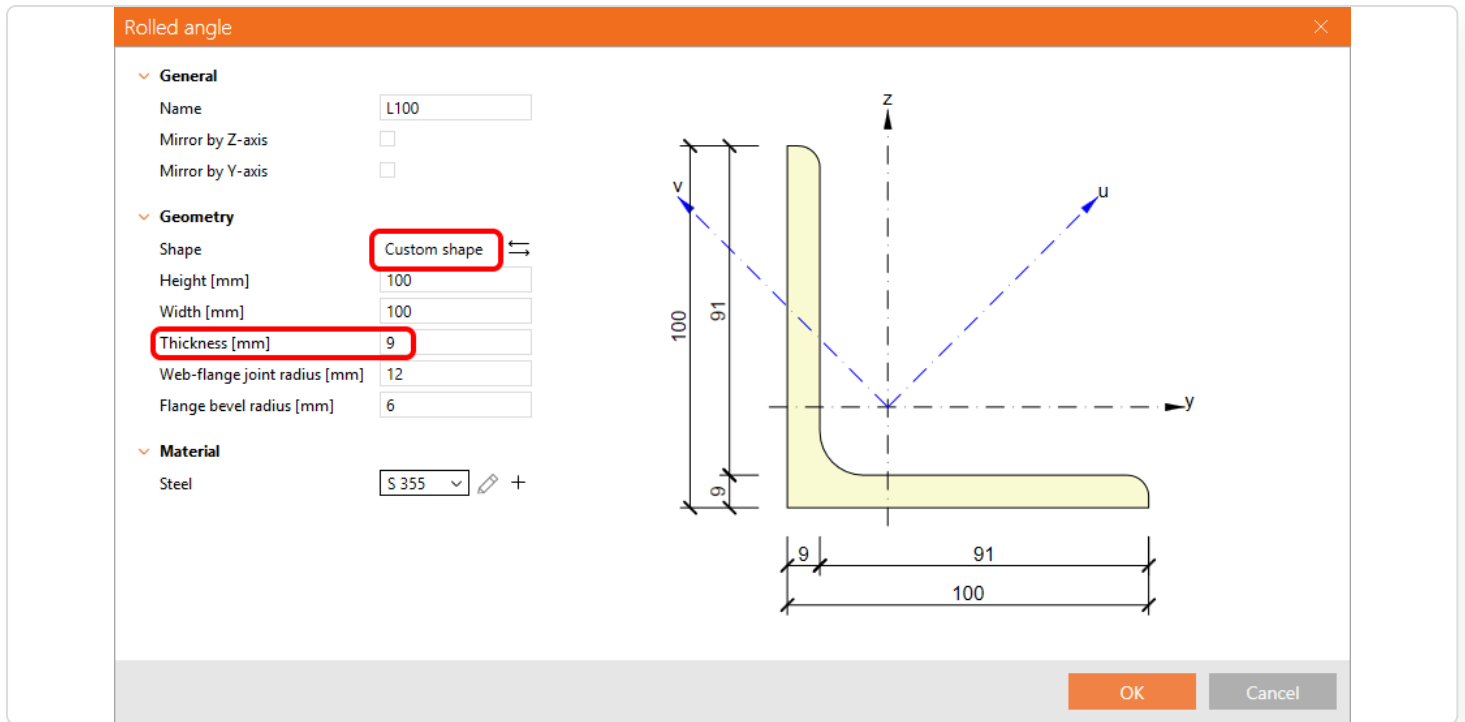 Rolled angle
General
Name L100
Mirror by Z-axis
Mirror by Y-axis
Geometry
Shape Custom shape
Height [mm] 100
Width [mm] 100
Thickness [mm] 9
Web-flange joint radius [mm] 12
Flange bevel radius [mm] 6
Material
Steel S 355
z
v
u
100
91
y
9
9
91
100
OK Cancel